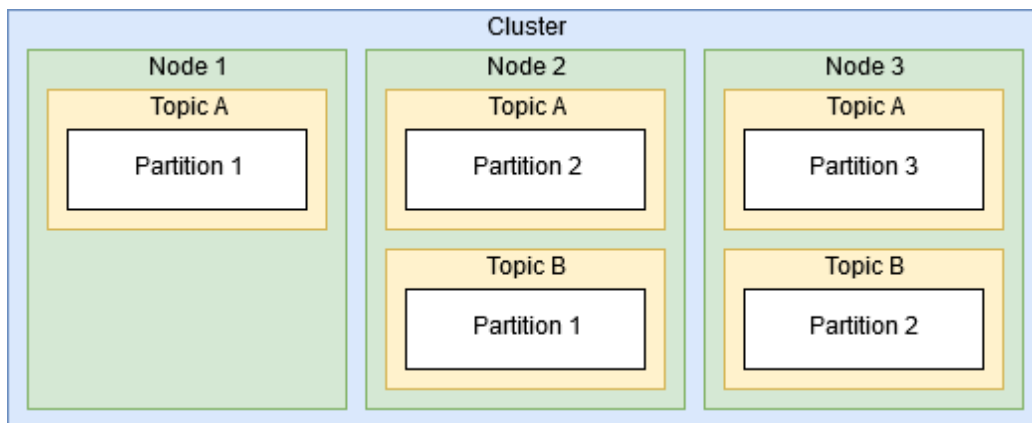 Cluster
Node 1
Topic A
Partition 1
Node 2
Topic A
Partition 2
Topic B
Partition 1
Node 3
Topic A
Partition 3
Topic B
Partition 2